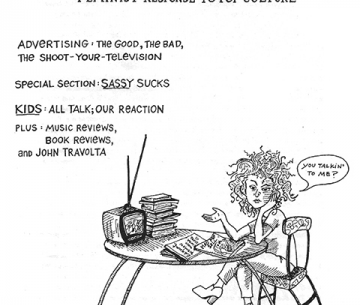 FEMINIST RESPONSE TO POP CULTURE
ADVERTISING: THE GOOD, THE BAD,
THE SHOOT-YOUR-TELEVISION
SPECIAL SECTION: SASSY SUCKS
KIDS: ALL TALK; OUR REACTION
PLUS: MUSIC REVIEWS,
BOOK REVIEWS,
and JOHN TRAVOLTA
YOU TALKIN'
TO ME?